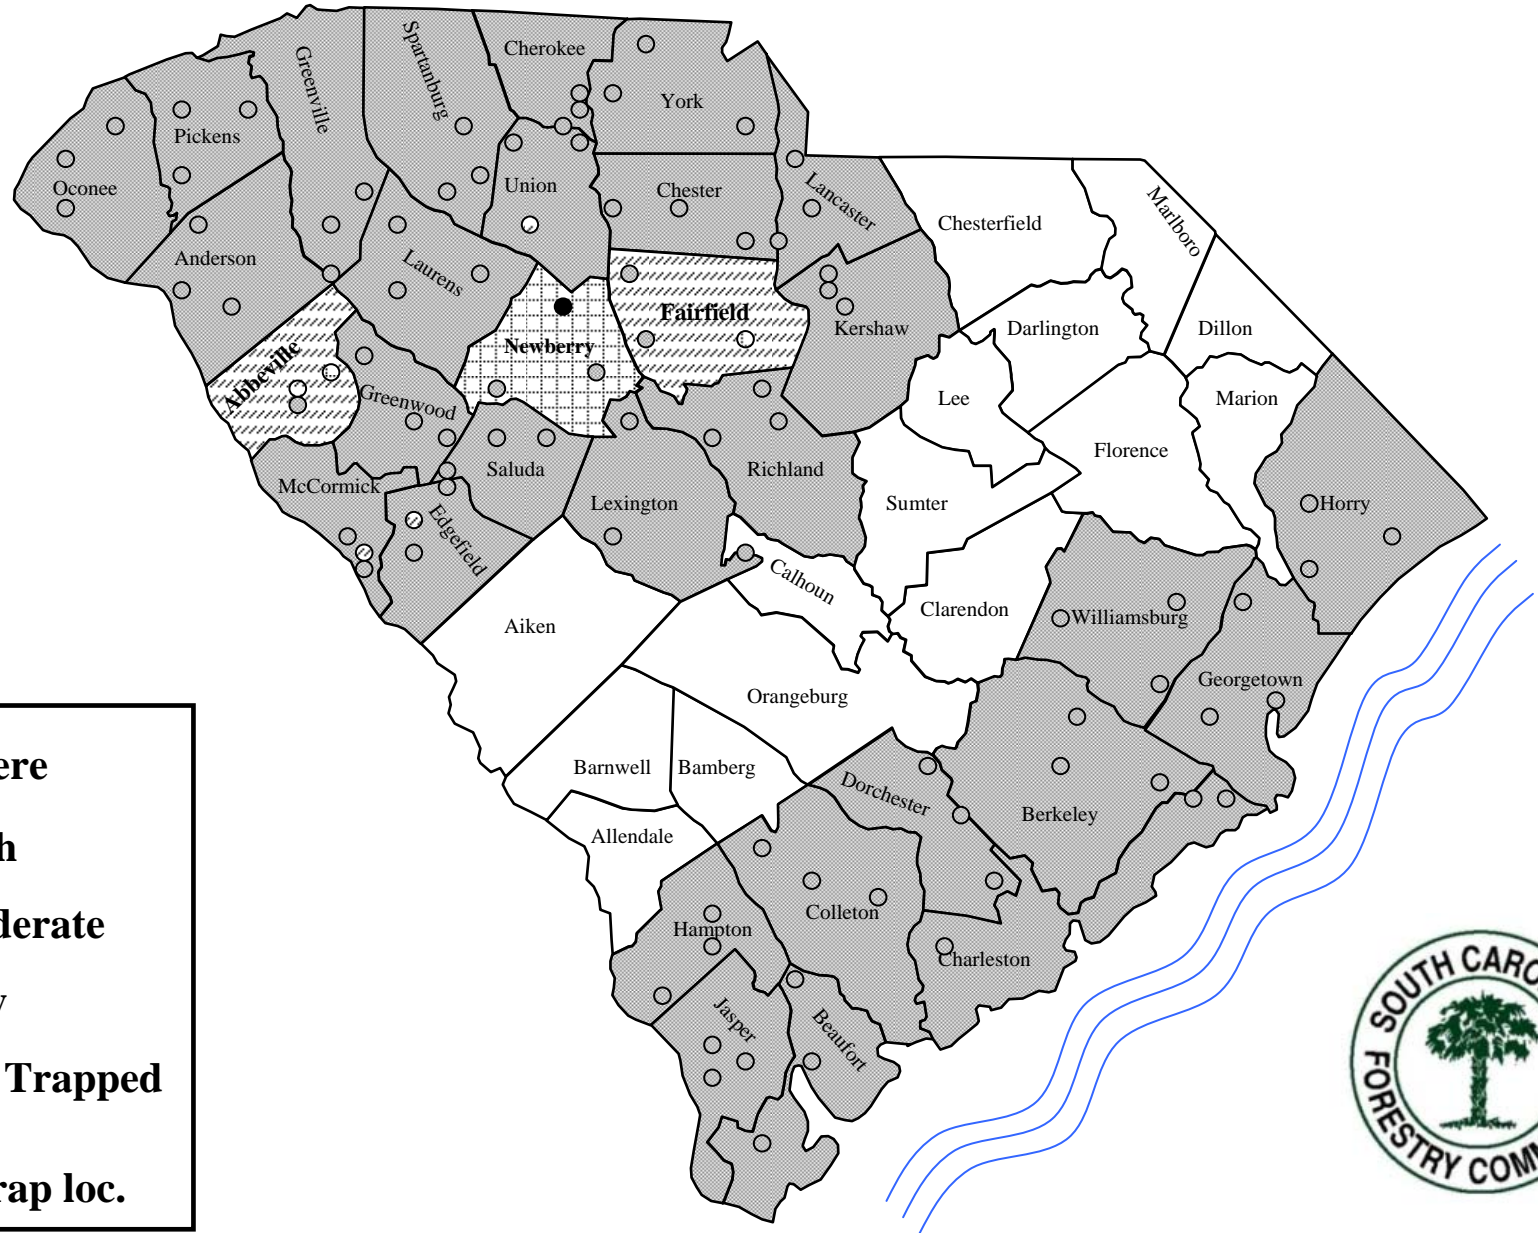 Cherokee
Spartanburg
Greenville
York
Pickens
Oconee
Union
Chester
Lancaster
Chesterfield
Marlboro
Anderson
Laurens
Fairfield
Kershaw
Darlington
Dillon
Newberry
Abbeville
Greenwood
Lee
Marion
Florence
Saluda
Richland
McCormick
Lexington
Sumter
Horry
Edgefield
Calhoun
Clarendon
Williamsburg
Aiken
Georgetown
Orangeburg
Barnwell
Bamberg
Dorchester
Berkeley
Allendale
Colleton
Hampton
Charleston
Jasper
Beaufort
ere
h
derate
Trapped
rap loc.
SOUTH CARO
FORESTRY COMM